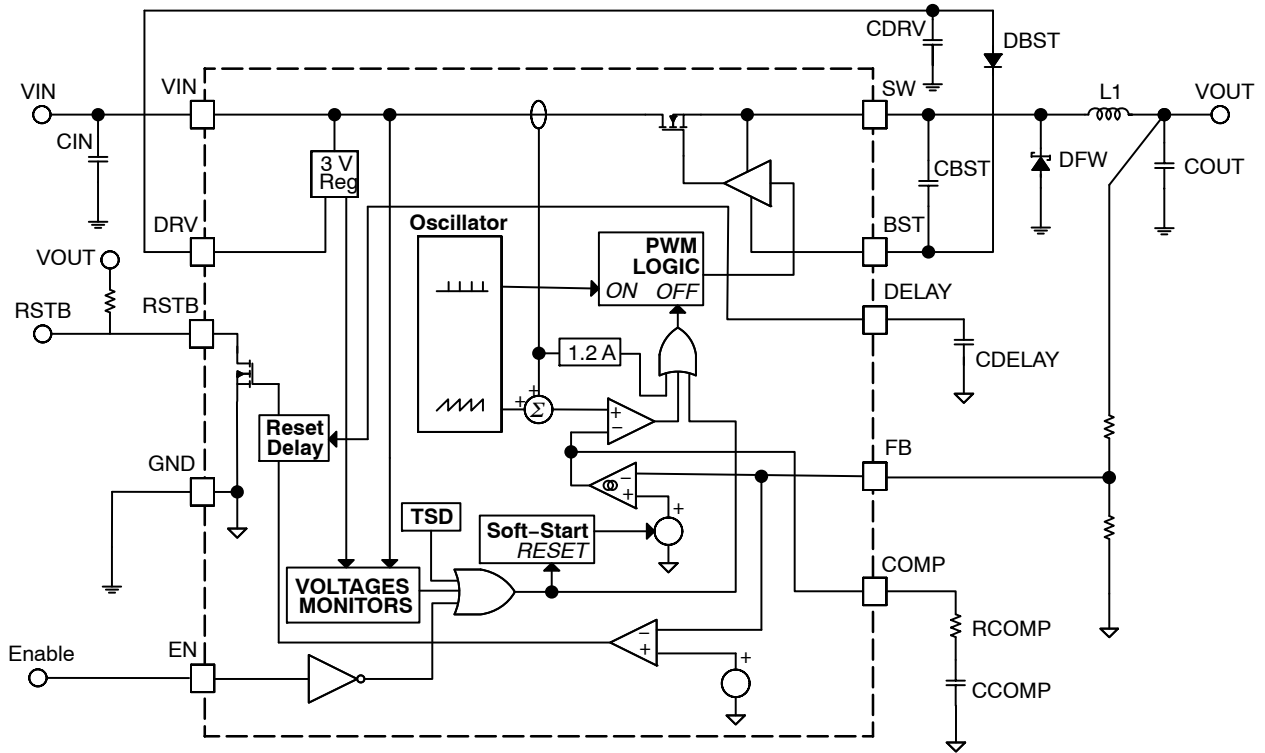 CDRV
DBST
VIN
VIN
SW
L1
VOUT
CIN
3 V
Reg
CBST
DFW
COUT
DRV
Oscillator
PWM
LOGIC
ON OFF
BST
VOUT
RSTB
RSTB
DELAY
1.2 A
CDELAY
+
+
Σ
+
−
Reset
Delay
GND
FB
−
+
+
TSD
Soft−Start
RESET
VOLTAGES
MONITORS
COMP
−
+
+
RCOMP
CCOMP
Enable
EN